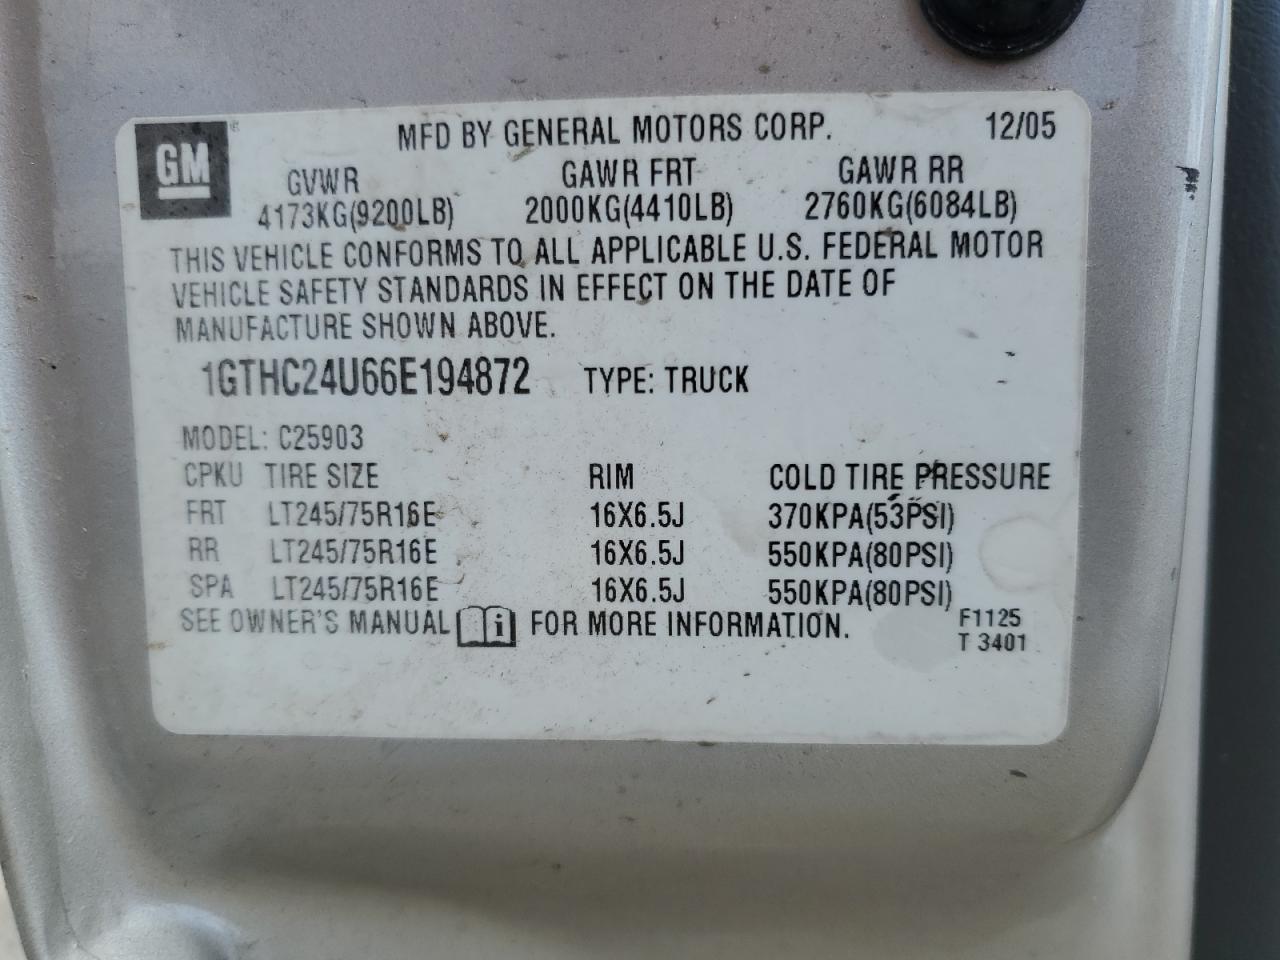 GM
MFD BY GENERAL MOTORS CORP. 12/05
GVWR GAWR FRT GAWR RR
4173KG(9200LB) 2000KG(4410LB) 2760KG(6084LB)
THIS VEHICLE CONFORMS TO ALL APPLICABLE U.S. FEDERAL MOTOR
VEHICLE SAFETY STANDARDS IN EFFECT ON THE DATE OF
MANUFACTURE SHOWN ABOVE.
1GTHC24U66E194872 TYPE: TRUCK
MODEL: C25903
CPKU TIRE SIZE RIM COLD TIRE PRESSURE
FRT LT245/75R16E 16X6.5J 370KPA(53PSI)
RR LT245/75R16E 16X6.5J 550KPA(80PSI)
SPA LT245/75R16E 16X6.5J 550KPA(80PSI)
SEE OWNER'S MANUAL i FOR MORE INFORMATION. F1125
T 3401